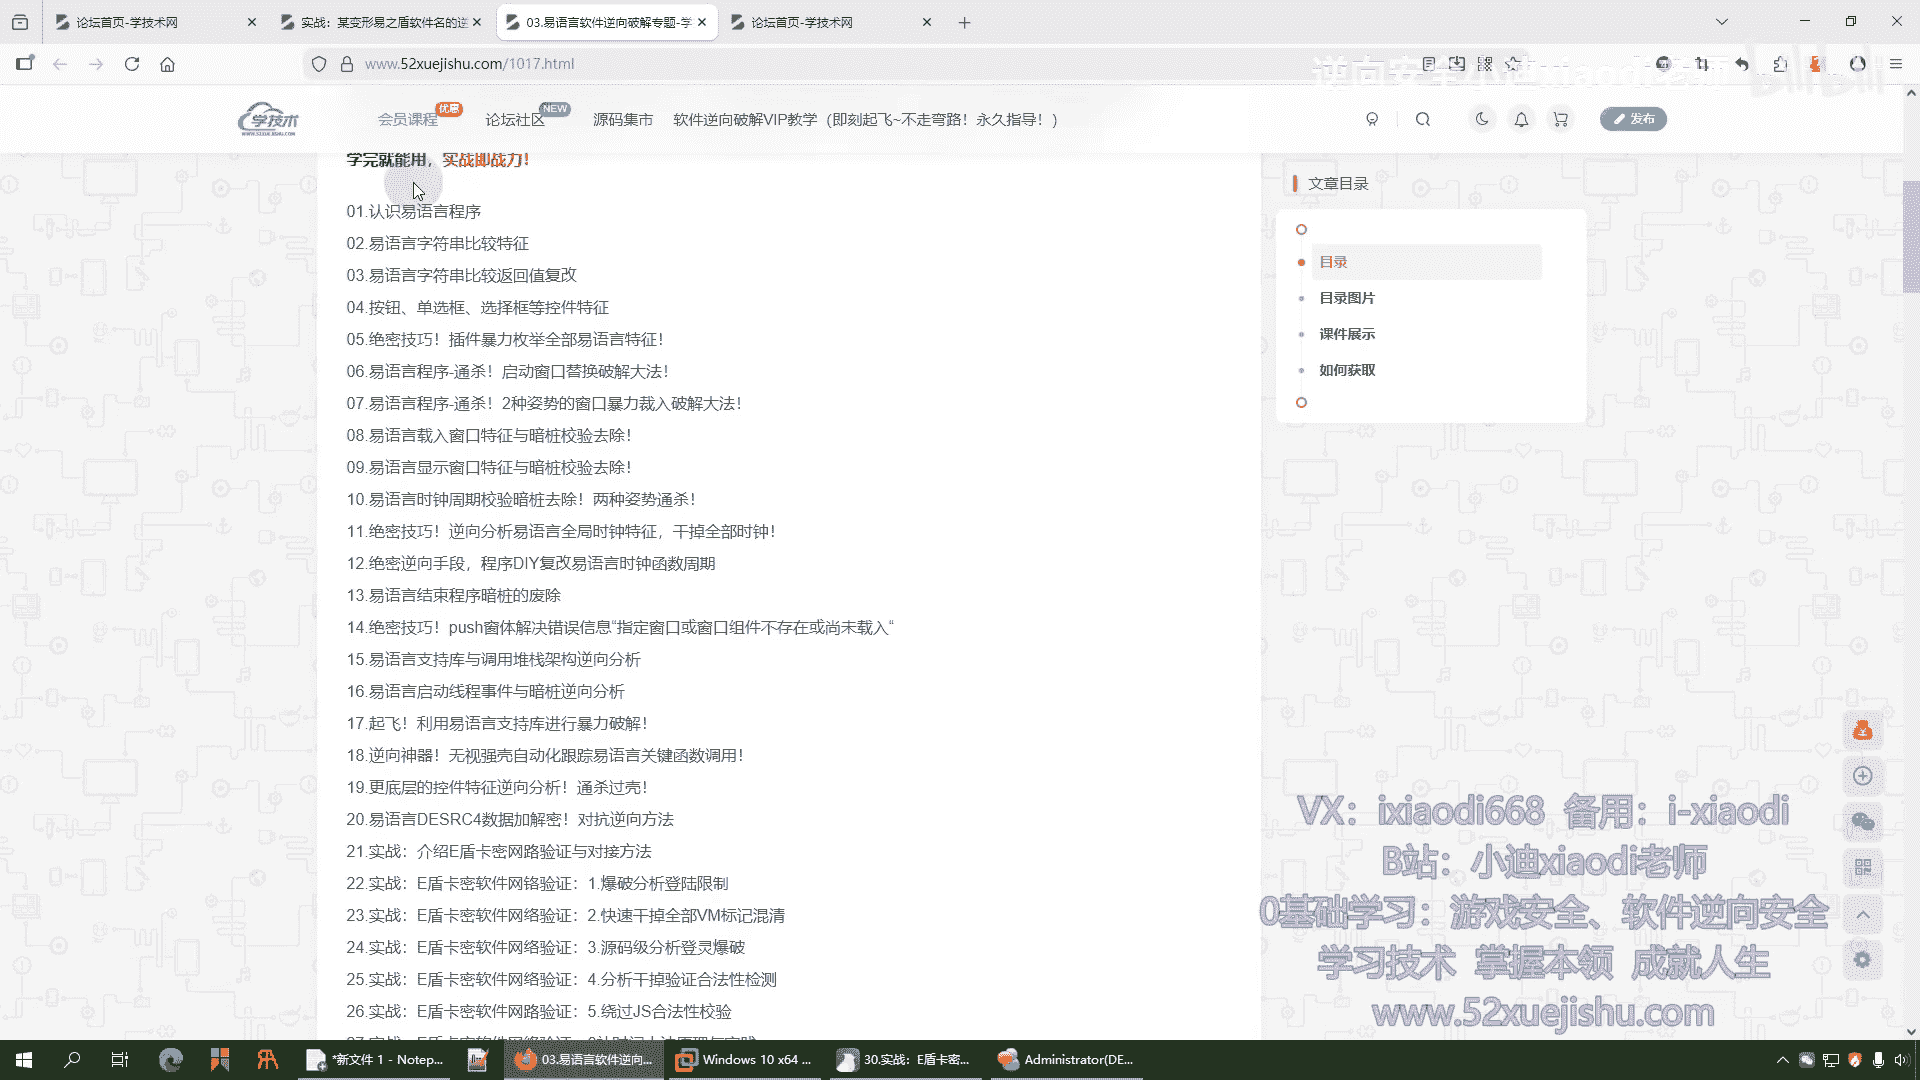 论坛首页-学技术网
实战：某变形易之盾软件名的逆
03.易语言软件逆向破解专题-学
论坛首页-学技术网
www.52xuejishu.com/1017.html
逆向安全小迪xiaodi老师
bilibili
学技术
WWW.52XUEJISHU.COM
会员课程
优惠
论坛社区
NEW
源码集市
软件逆向破解VIP教学（即刻起飞~不走弯路！永久指导！）
发布
学完就能用，实战即战力！
01.认识易语言程序
02.易语言字符串比较特征
03.易语言字符串比较返回值复改
04.按钮、单选框、选择框等控件特征
05.绝密技巧！插件暴力枚举全部易语言特征！
06.易语言程序-通杀！启动窗口替换破解大法！
07.易语言程序-通杀！2种姿势的窗口暴力裁入破解大法！
08.易语言载入窗口特征与暗桩校验去除！
09.易语言显示窗口特征与暗桩校验去除！
10.易语言时钟周期校验暗桩去除！两种姿势通杀！
11.绝密技巧！逆向分析易语言全局时钟特征，干掉全部时钟！
12.绝密逆向手段，程序DIY复改易语言时钟函数周期
13.易语言结束程序暗桩的废除
14.绝密技巧！push窗体解决错误信息“指定窗口或窗口组件不存在或尚未载入“
15.易语言支持库与调用堆栈架构逆向分析
16.易语言启动线程事件与暗桩逆向分析
17.起飞！利用易语言支持库进行暴力破解！
18.逆向神器！无视强壳自动化跟踪易语言关键函数调用！
19.更底层的控件特征逆向分析！通杀过壳！
20.易语言DESRC4数据加解密！对抗逆向方法
21.实战：介绍E盾卡密网路验证与对接方法
22.实战：E盾卡密软件网络验证：1.爆破分析登陆限制
23.实战：E盾卡密软件网络验证：2.快速干掉全部VM标记混清
24.实战：E盾卡密软件网络验证：3.源码级分析登灵爆破
25.实战：E盾卡密软件网络验证：4.分析干掉验证合法性检测
26.实战：E盾卡密软件网路验证：5.绕过JS合法性校验
文章目录
目录
目录图片
课件展示
如何获取
VX：ixiaodi668 备用：i-xiaodi
B站：小迪xiaodi老师
0基础学习：游戏安全、软件逆向安全
学习技术 掌握本领 成就人生
www.52xuejishu.com
*新文件 1 - Notep...
03.易语言软件逆向...
Windows 10 x64 ...
30.实战：E盾卡密...
Administrator(DE...